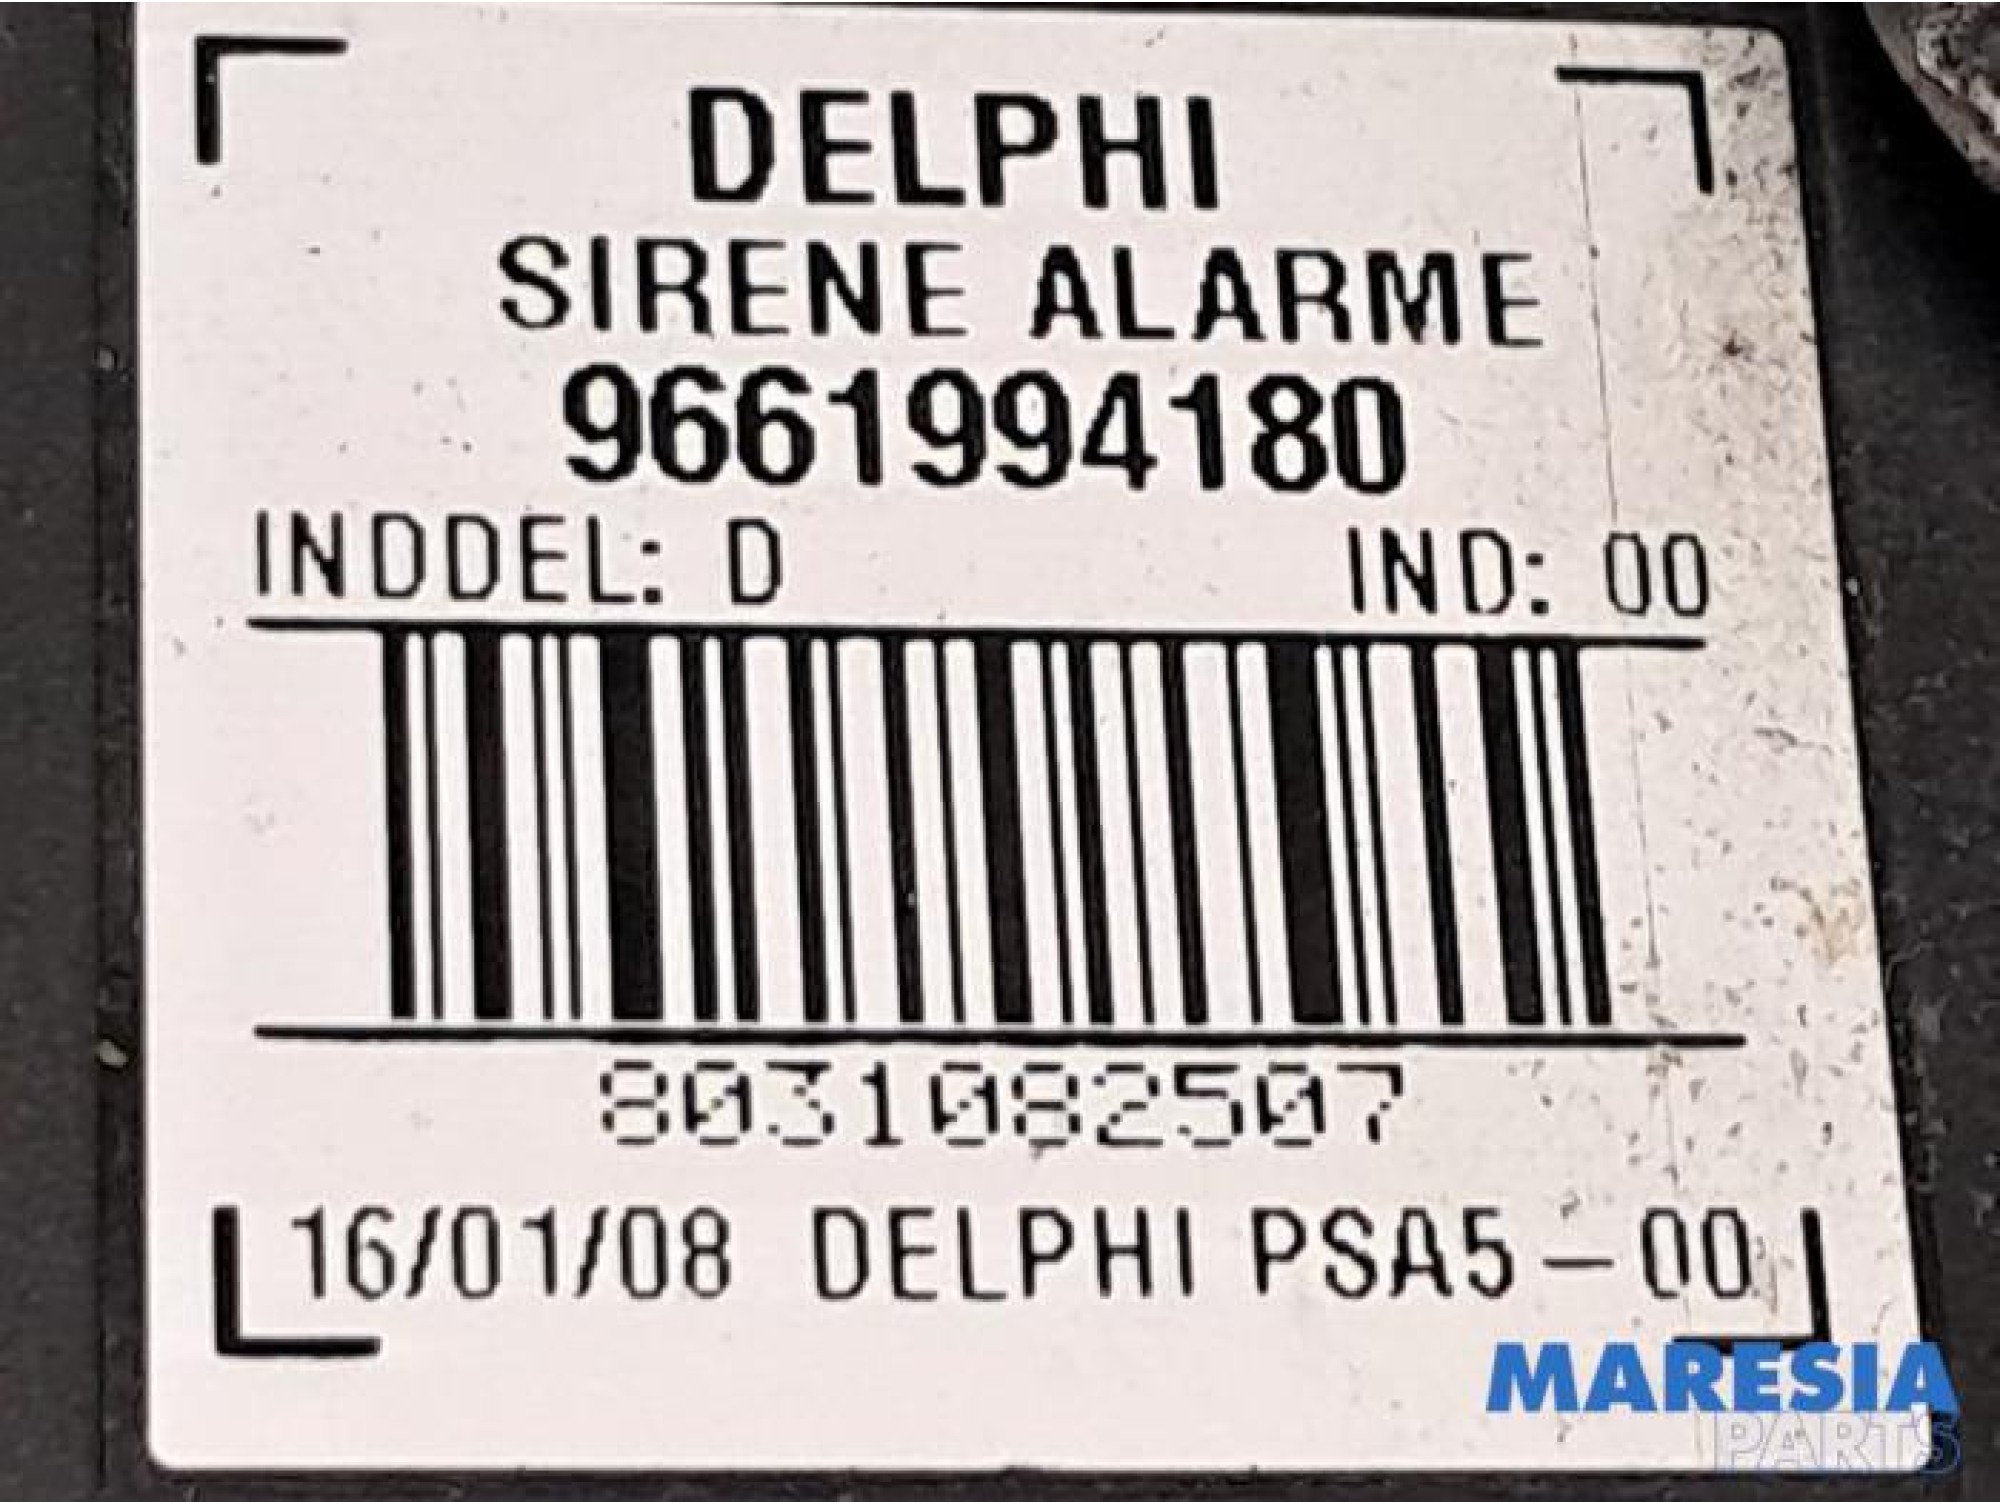 DELPHI
SIRENE ALARME
9661994180
INDDEL: D IND: 00
8031082507
16/01/08 DELPHI PSA5-00
MARESIA
PARTS